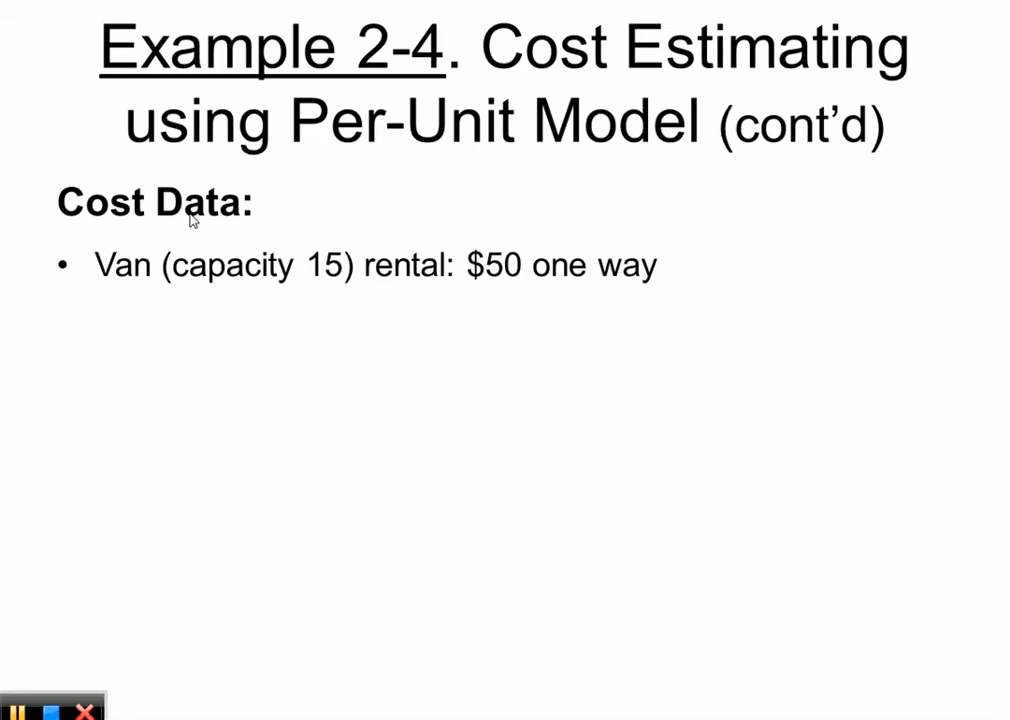 Example 2-4. Cost Estimating
using Per-Unit Model (cont’d)
Cost Data:
• Van (capacity 15) rental: $50 one way